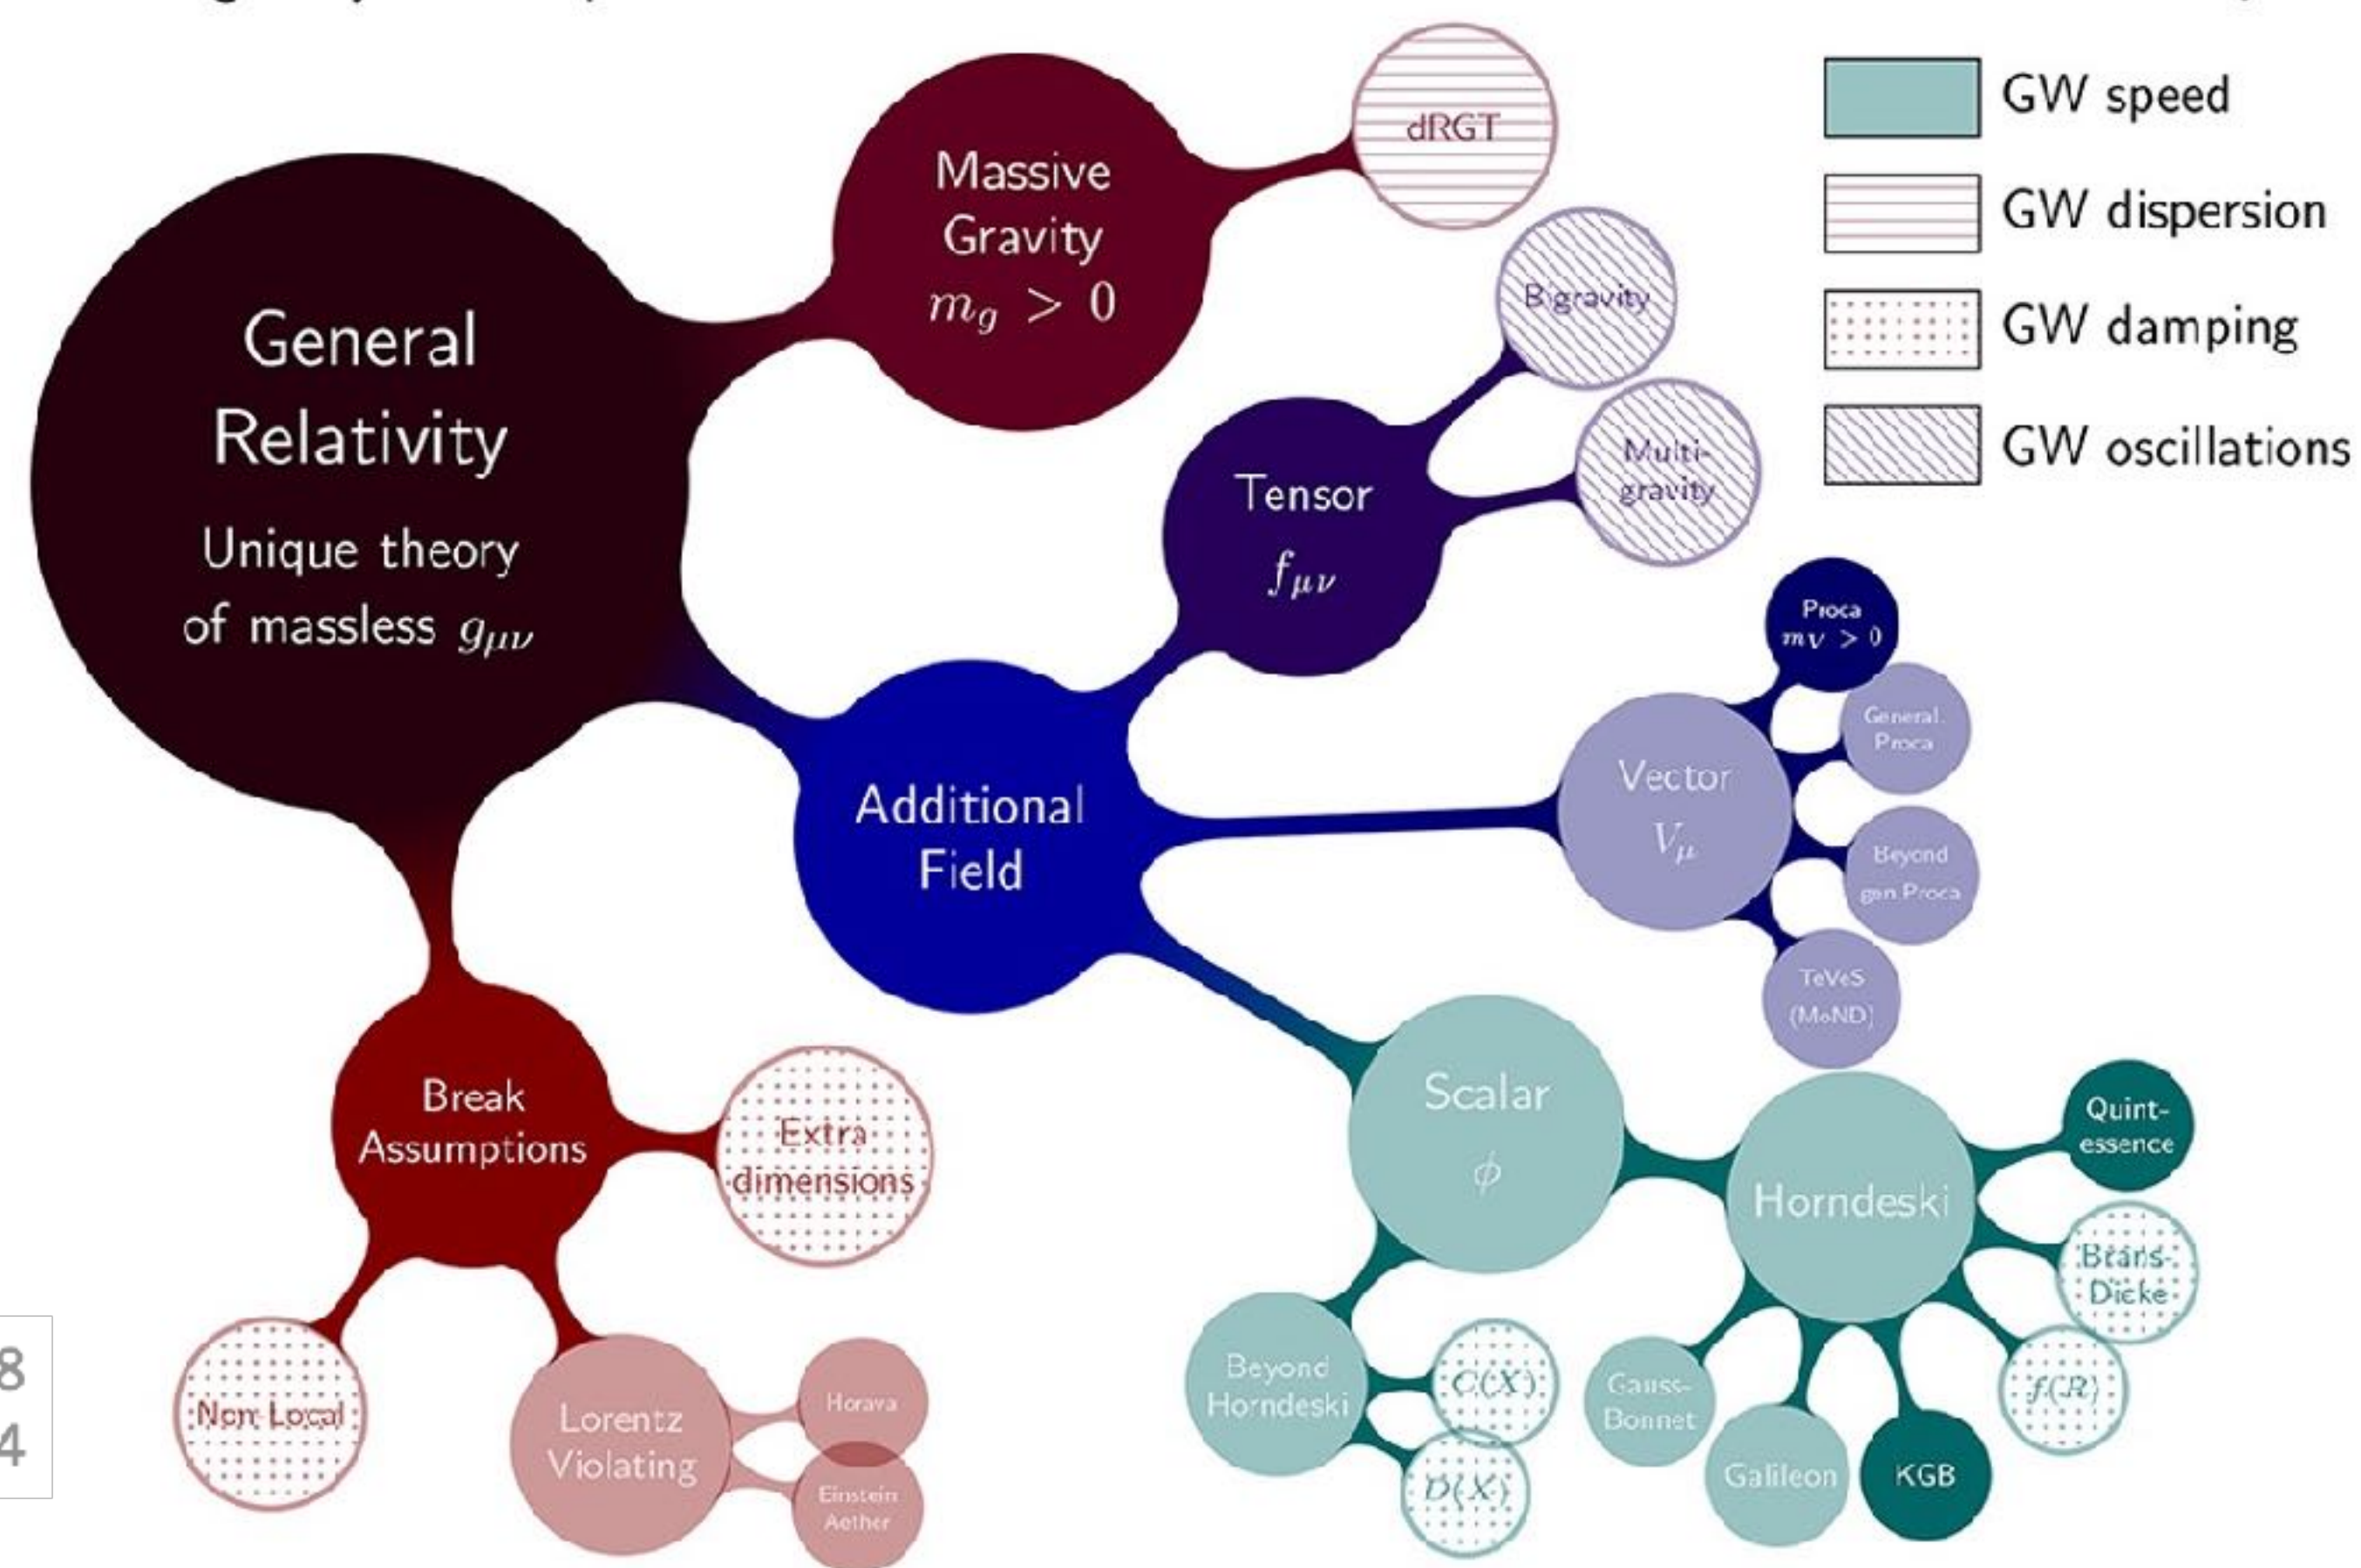 General
Relativity
Unique theory
of massless gμν
Massive
Gravity
mg > 0
dRGT
GW speed
GW dispersion
GW damping
GW oscillations
Bigravity
Multi-
gravity
Tensor
fμν
Proca
mV > 0
General.
Proca
Vector
Vμ
Beyond
gen.Proca
TeVeS
(MoND)
Additional
Field
Break
Assumptions
Extra
dimensions
Non-Local
Lorentz
Violating
Horava
Einstein
Aether
Scalar
ϕ
Horndeski
Quint-
essence
Brans-
Dicke
f(R)
KGB
Galileon
Gauss-
Bonnet
Beyond
Horndeski
C(X)
D(X)
8
4